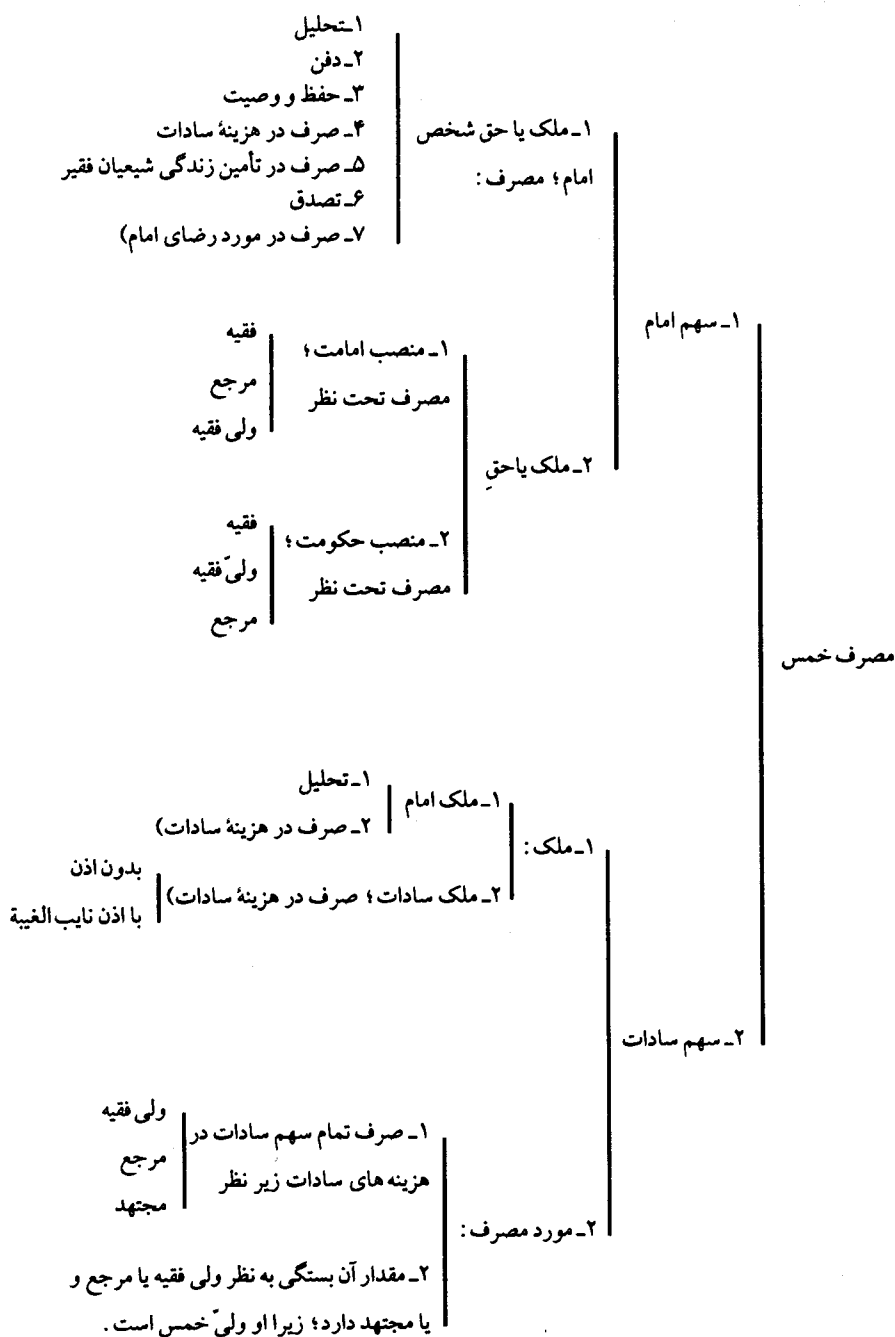 مصرف خمس
۱ـ سهم امام
۱ـ ملک یا حق شخص
امام؛ مصرف:
۱ـتحلیل
۲ـ دفن
۳ـ حفظ و وصیت
۴ـ صرف در هزینهٔ سادات
۵ـ صرف در تأمین زندگی شیعیان فقیر
۶ـ تصدق
۷ـ صرف در مورد رضای امام)
۲ـ ملک یاحقِ
۱ـ منصب امامت؛
مصرف تحت نظر
فقیه
مرجع
ولی فقیه
۲ـ منصب حکومت؛
مصرف تحت نظر
فقیه
ولیّ فقیه
مرجع
۲ـ سهم سادات
۱ـ ملک:
۱ـ ملک امام
۱ـ تحلیل
۲ـ صرف در هزینهٔ سادات)
۲ـ ملک سادات؛ صرف در هزینهٔ سادات)
بدون اذن
با اذن نایب الغیبة
۲ـ مورد مصرف:
۱ـ صرف تمام سهم سادات در
هزینه های سادات زیر نظر
ولی فقیه
مرجع
مجتهد
۲ـ مقدار آن بستگی به نظر ولی فقیه یا مرجع و
یا مجتهد دارد؛ زیرا او ولیّ خمس است.